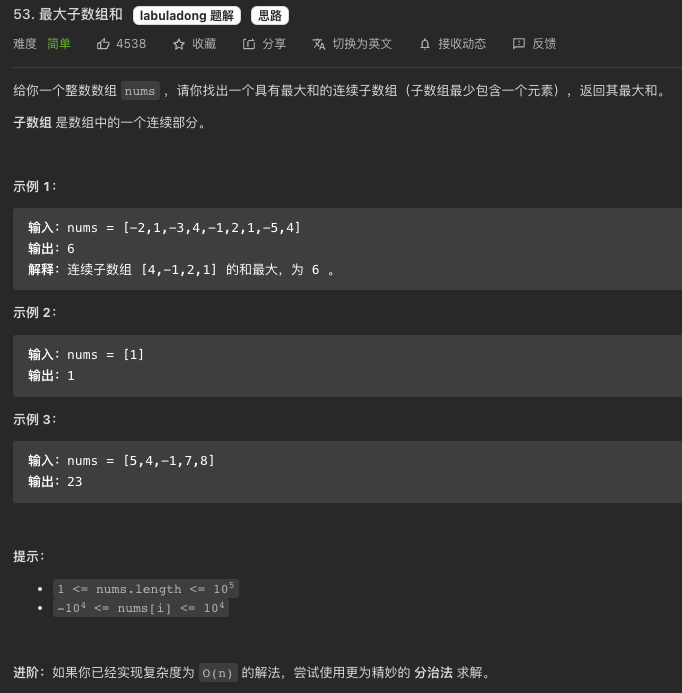 53. 最大子数组和 labuladong 题解 思路
难度 简单 4538 收藏 分享 切换为英文 接收动态 反馈
给你一个整数数组 nums ，请你找出一个具有最大和的连续子数组（子数组最少包含一个元素），返回其最大和。
子数组 是数组中的一个连续部分。
示例 1：
输入：nums = [-2,1,-3,4,-1,2,1,-5,4]
输出：6
解释：连续子数组 [4,-1,2,1] 的和最大，为 6 。
示例 2：
输入：nums = [1]
输出：1
示例 3：
输入：nums = [5,4,-1,7,8]
输出：23
提示：
• 1 <= nums.length <= 10⁵
• -10⁴ <= nums[i] <= 10⁴
进阶：如果你已经实现复杂度为 O(n) 的解法，尝试使用更为精妙的 分治法 求解。